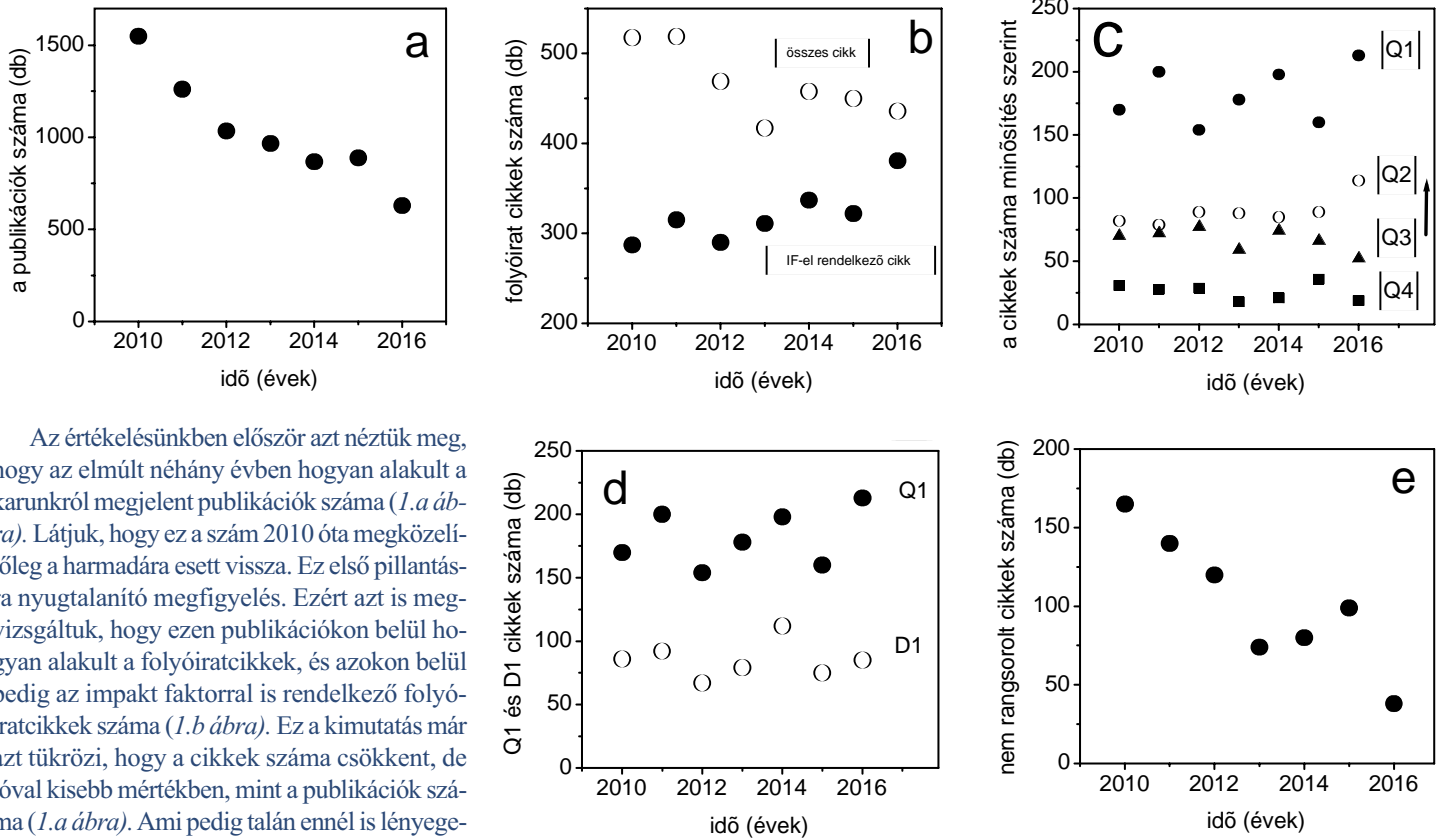 a publikációk száma (db)
1500
1000
500
0
2010 2012 2014 2016
idõ (évek)
a
folyóirat cikkek száma (db)
500
400
300
200
2010 2012 2014 2016
idõ (évek)
b
összes cikk
IF-el rendelkezõ cikk
a cikkek száma minõsítés szerint
250
200
150
100
50
0
2010 2012 2014 2016
idõ (évek)
c
Q1
Q2
Q3
Q4
Az értékelésünkben először azt néztük meg,
hogy az elmúlt néhány évben hogyan alakult a
karunkról megjelent publikációk száma (1.a áb-
ra). Látjuk, hogy ez a szám 2010 óta megközelí-
tőleg a harmadára esett vissza. Ez első pillantás-
ra nyugtalanító megfigyelés. Ezért azt is meg-
vizsgáltuk, hogy ezen publikációkon belül ho-
gyan alakult a folyóiratcikkek, és azokon belül
pedig az impakt faktorral is rendelkező folyó-
iratcikkek száma (1.b ábra). Ez a kimutatás már
azt tükrözi, hogy a cikkek száma csökkent, de
jóval kisebb mértékben, mint a publikációk szá-
ma (1.a ábra). Ami pedig talán ennél is lényege-
Q1 és D1 cikkek száma (db)
250
200
150
100
50
0
2010 2012 2014 2016
idõ (évek)
d
Q1
D1
nem rangsorolt cikkek száma (db)
200
150
100
50
0
2010 2012 2014 2016
idõ (évek)
e